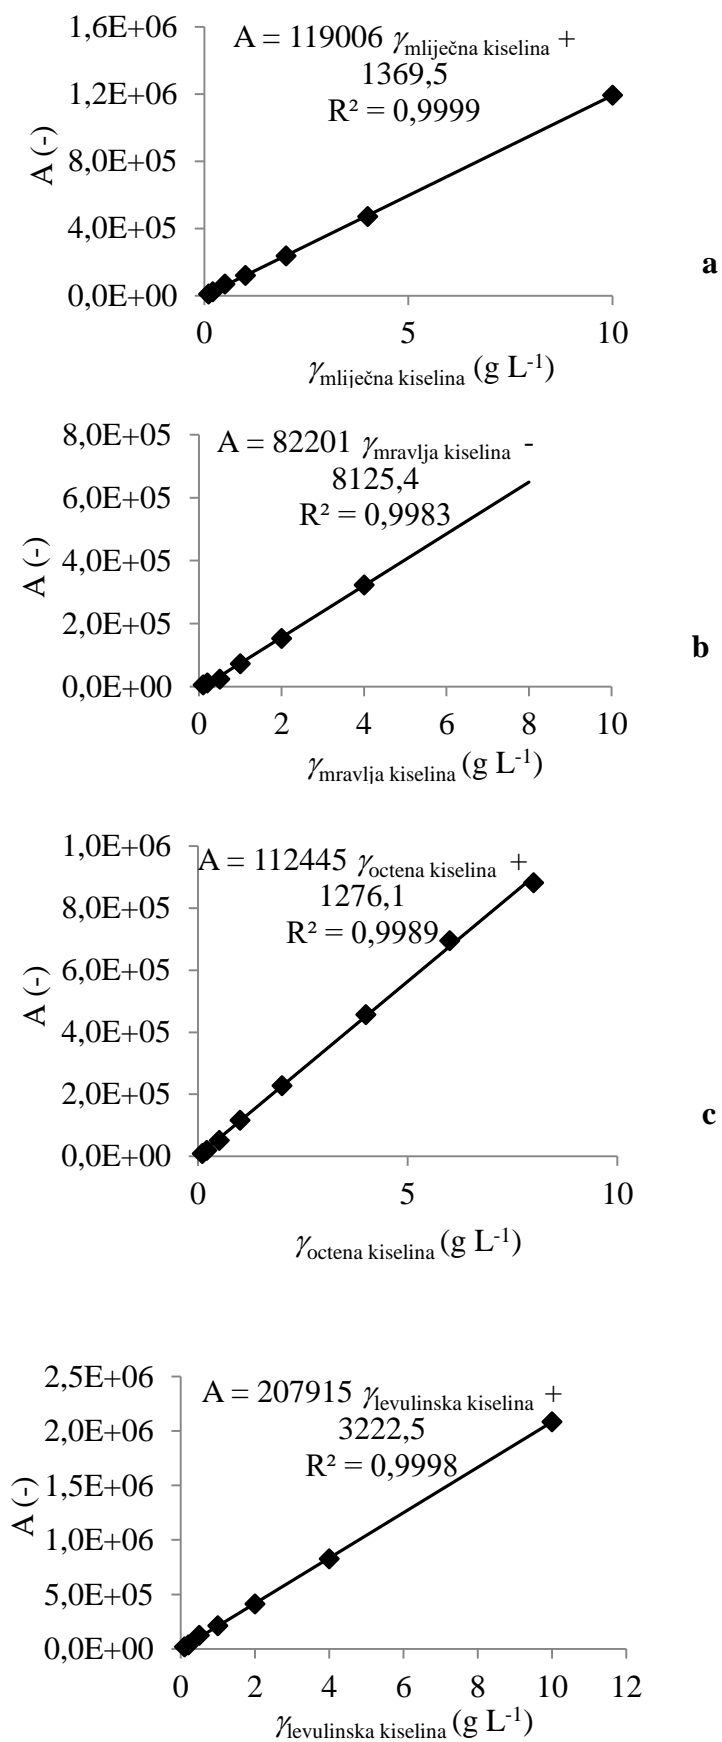 A = 119006 γmliječna kiselina +
1369,5
R² = 0,9999
1,6E+06
1,2E+06
8,0E+05
4,0E+05
0,0E+00
A (-)
0 5 10
γmliječna kiselina (g L-1)
a
A = 82201 γmravlja kiselina -
8125,4
R² = 0,9983
8,0E+05
6,0E+05
4,0E+05
2,0E+05
0,0E+00
A (-)
0 2 4 6 8 10
γmravlja kiselina (g L-1)
b
A = 112445 γoctena kiselina +
1276,1
R² = 0,9989
1,0E+06
8,0E+05
6,0E+05
4,0E+05
2,0E+05
0,0E+00
A (-)
0 5 10
γoctena kiselina (g L-1)
c
A = 207915 γlevulinska kiselina +
3222,5
R² = 0,9998
2,5E+06
2,0E+06
1,5E+06
1,0E+06
5,0E+05
0,0E+00
A (-)
0 2 4 6 8 10 12
γlevulinska kiselina (g L-1)